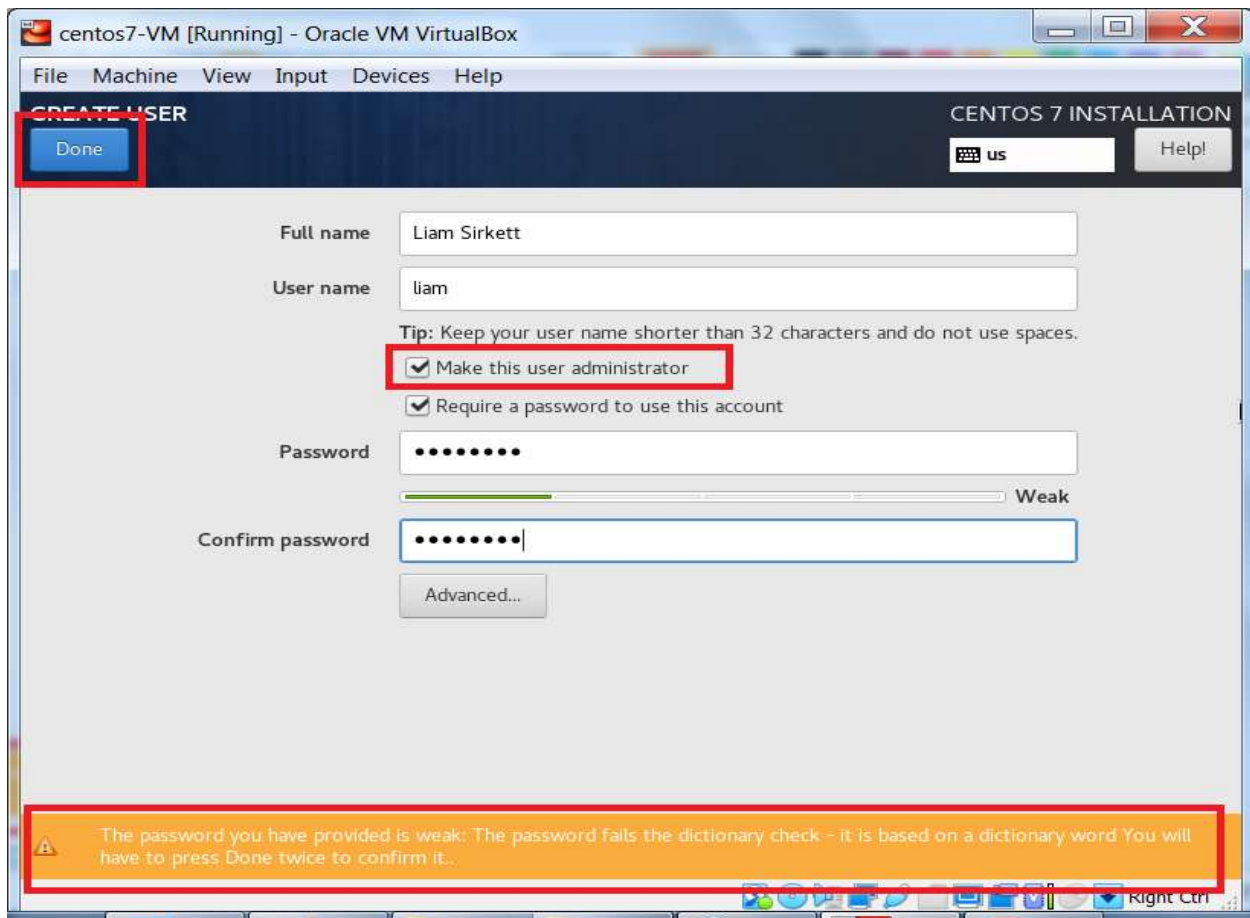 centos7-VM [Running] - Oracle VM VirtualBox
File Machine View Input Devices Help
CREATE USER
CENTOS 7 INSTALLATION
Done
us
Help!
Full name
Liam Sirkett
User name
liam
Tip: Keep your user name shorter than 32 characters and do not use spaces.
Make this user administrator
Require a password to use this account
Password
••••••••
Weak
Confirm password
••••••••
Advanced...
The password you have provided is weak: The password fails the dictionary check - it is based on a dictionary word You will
have to press Done twice to confirm it..
Right Ctrl